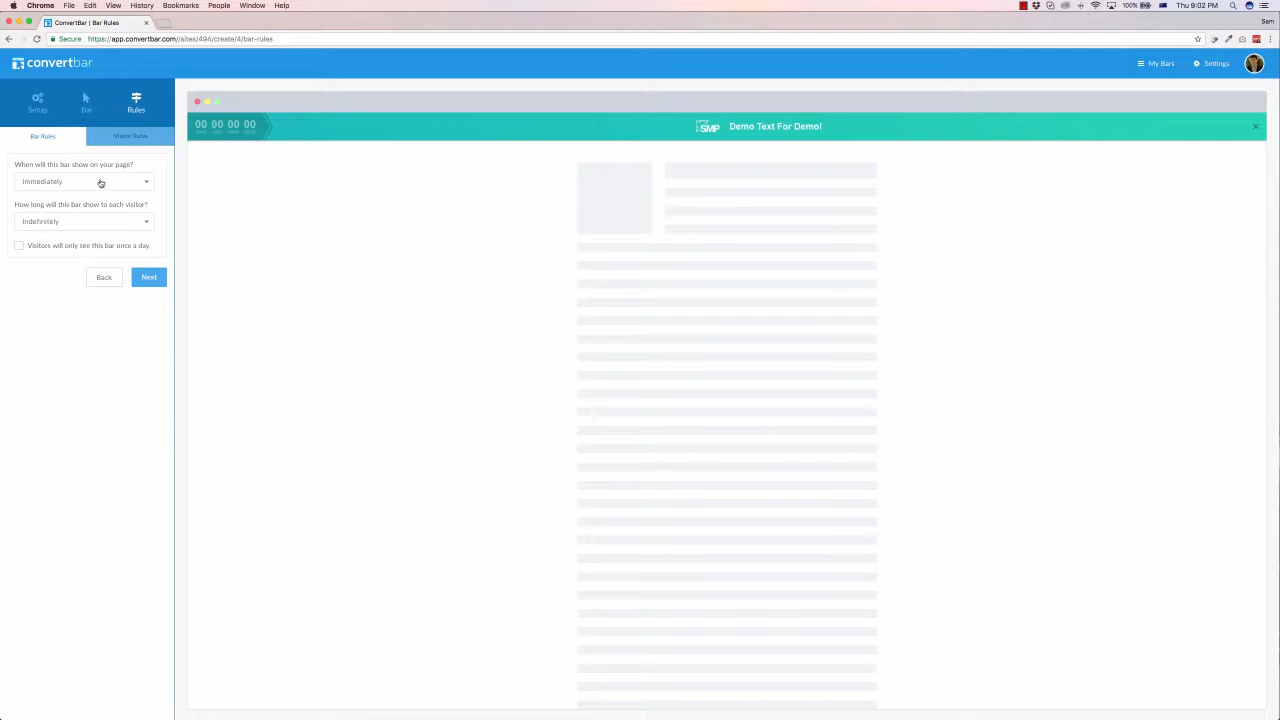 Chrome File Edit View History Bookmarks People Window Help
100% Thu 9:02 PM
ConvertBar | Bar Rules
Sam
Secure https://app.convertbar.com//sites/494/create/4/bar-rules
convertbar
My Bars Settings
Setup Bar Rules
Bar Rules Visitor Rules
00 00 00 00
SMP Demo Text For Demo!
When will this bar show on your page?
Immediately
How long will this bar show to each visitor?
Indefinitely
Visitors will only see this bar once a day
Back Next